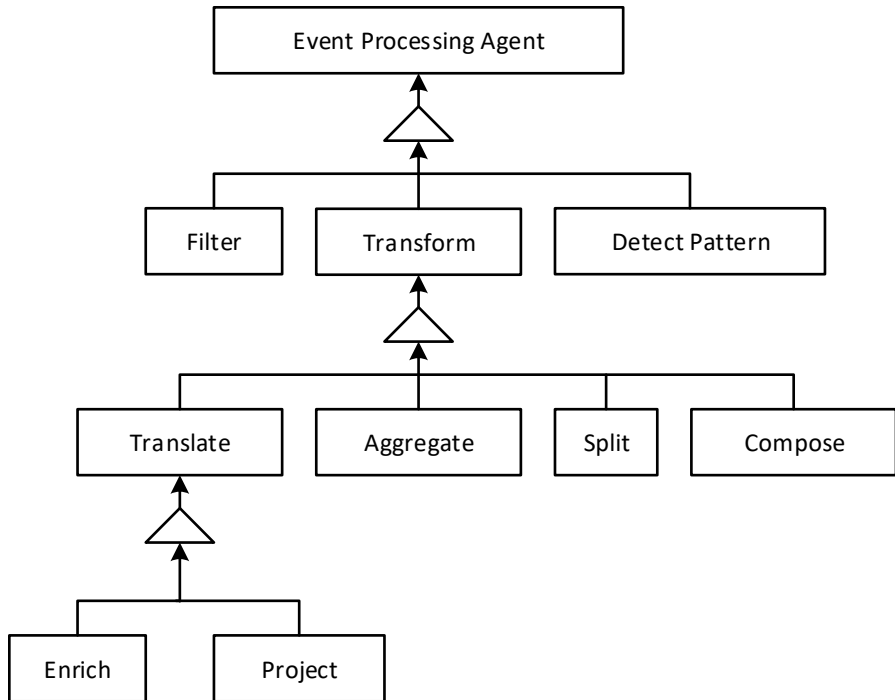 Event Processing Agent
Filter
Transform
Detect Pattern
Translate
Aggregate
Split
Compose
Enrich
Project